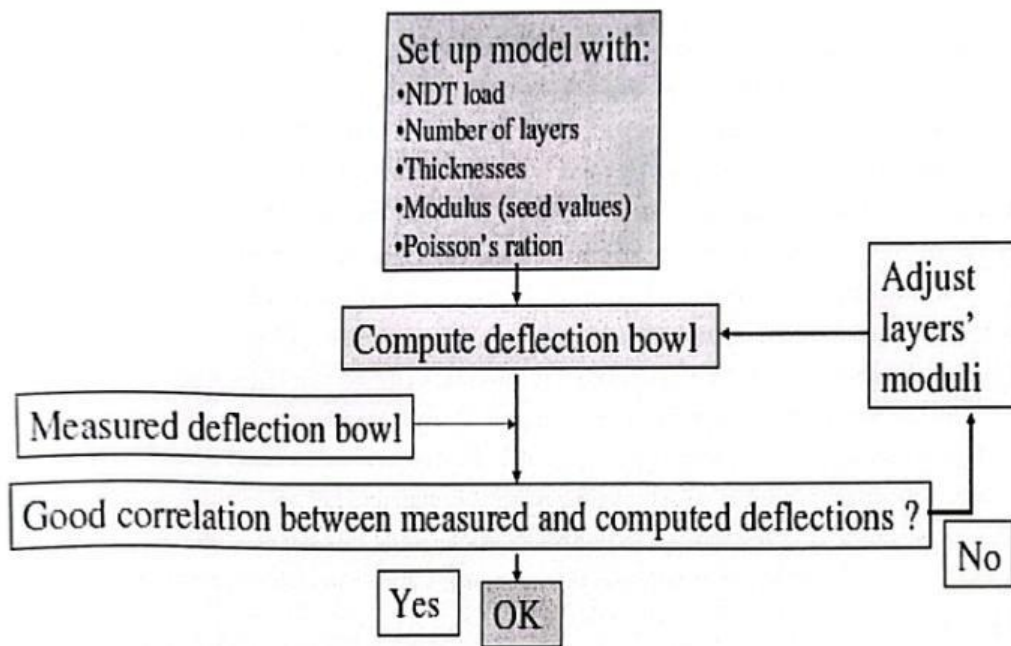 Set up model with:
•NDT load
•Number of layers
•Thicknesses
•Modulus (seed values)
•Poisson's ration
Adjust
layers'
moduli
Compute deflection bowl
Measured deflection bowl
Good correlation between measured and computed deflections ?
No
Yes
OK